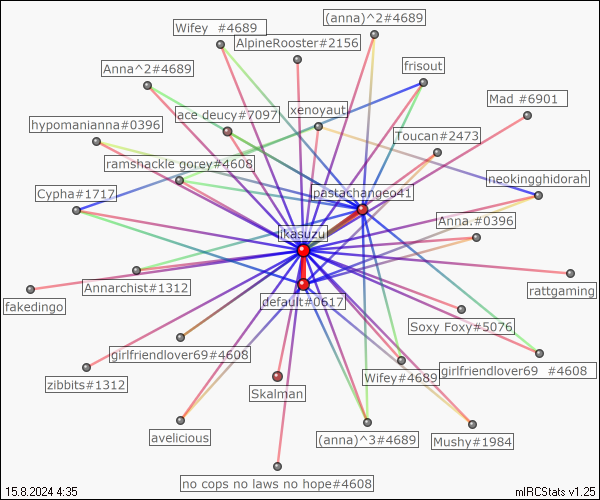 Wifey #4689
(anna)^2#4689
AlpineRooster#2156
Anna^2#4689
frisout
ace deucy#7097
xenoyaut
Mad #6901
hypomanianna#0396
Toucan#2473
ramshackle gorey#4608
neokingghidorah
Cypha#1717
pastachangeo41
Anna.#0396
ikasuzu
Annarchist#1312
rattgaming
fakedingo
default#0617
Soxy Foxy#5076
girlfriendlover69#4608
zibbits#1312
Skalman
Wifey#4689
girlfriendlover69 #4608
avelicious
(anna)^3#4689
Mushy#1984
no cops no laws no hope#4608
15.8.2024 4:35
mIRCStats v1.25